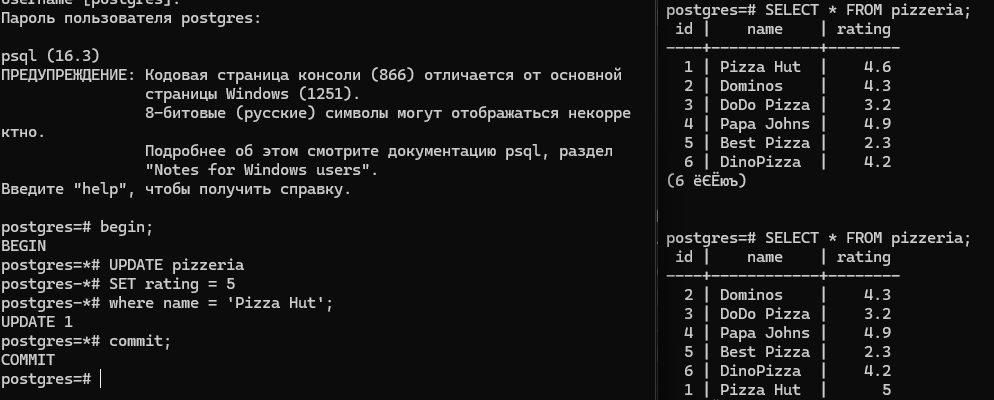 Пароль пользователя postgres:
psql (16.3)
ПРЕДУПРЕЖДЕНИЕ: Кодовая страница консоли (866) отличается от основной
страницы Windows (1251).
8-битовые (русские) символы могут отображаться некорре
ктно.
Подробнее об этом смотрите документацию psql, раздел
"Notes for Windows users".
Введите "help", чтобы получить справку.
postgres=# begin;
BEGIN
postgres=*# UPDATE pizzeria
postgres-*# SET rating = 5
postgres-*# where name = 'Pizza Hut';
UPDATE 1
postgres=*# commit;
COMMIT
postgres=#
postgres=# SELECT * FROM pizzeria;
id | name | rating
----+------------+--------
1 | Pizza Hut | 4.6
2 | Dominos | 4.3
3 | DoDo Pizza | 3.2
4 | Papa Johns | 4.9
5 | Best Pizza | 2.3
6 | DinoPizza | 4.2
(6 ёЄЁюъ)
postgres=# SELECT * FROM pizzeria;
id | name | rating
----+------------+--------
2 | Dominos | 4.3
3 | DoDo Pizza | 3.2
4 | Papa Johns | 4.9
5 | Best Pizza | 2.3
6 | DinoPizza | 4.2
1 | Pizza Hut | 5